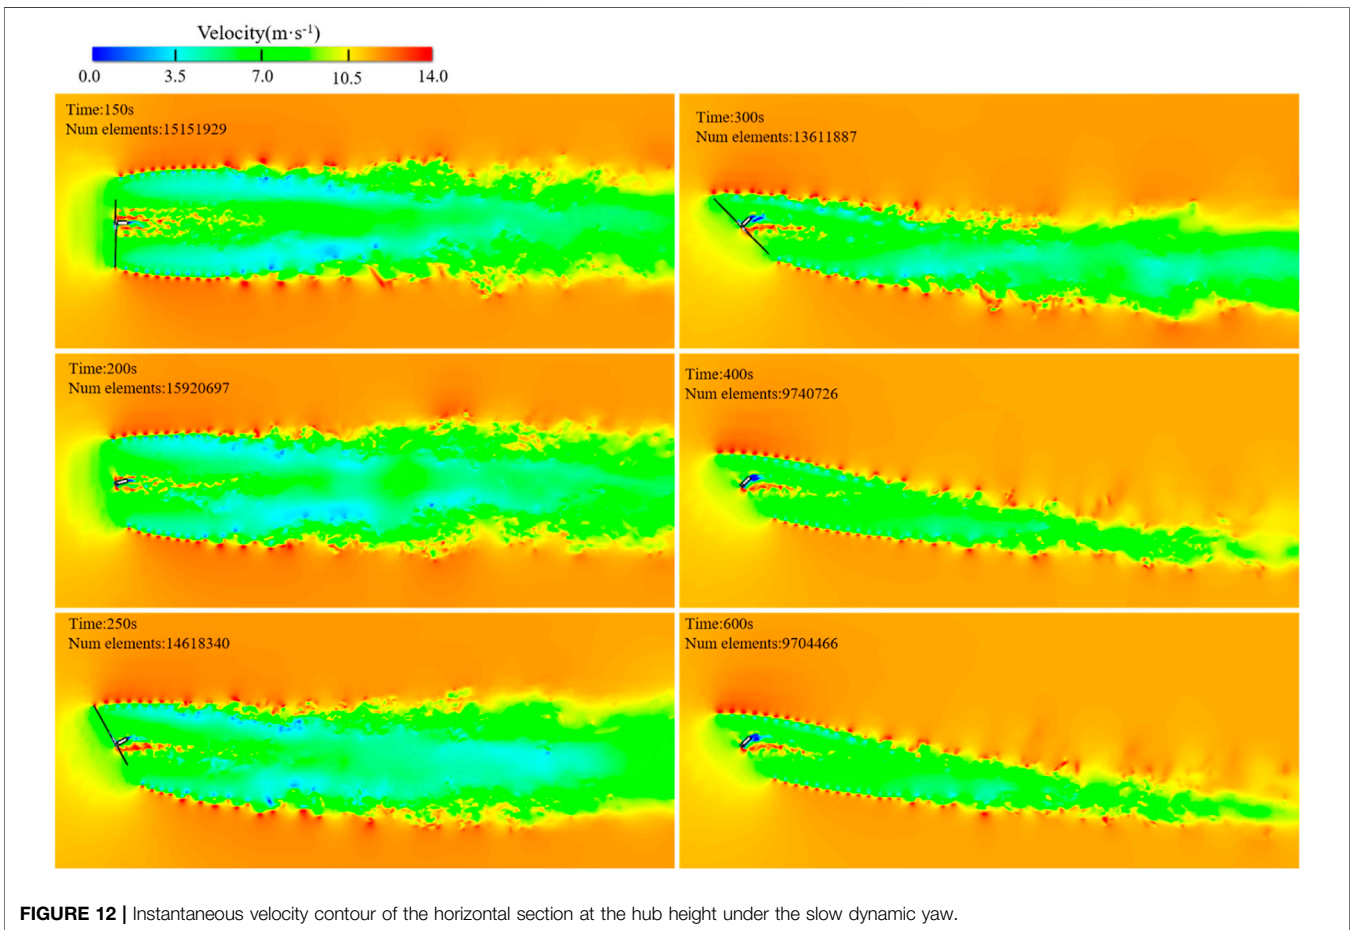 Velocity(m·s⁻¹)
0.0 3.5 7.0 10.5 14.0
Time:150s
Num elements:15151929
Time:300s
Num elements:13611887
Time:200s
Num elements:15920697
Time:400s
Num elements:9740726
Time:250s
Num elements:14618340
Time:600s
Num elements:9704466
FIGURE 12 | Instantaneous velocity contour of the horizontal section at the hub height under the slow dynamic yaw.